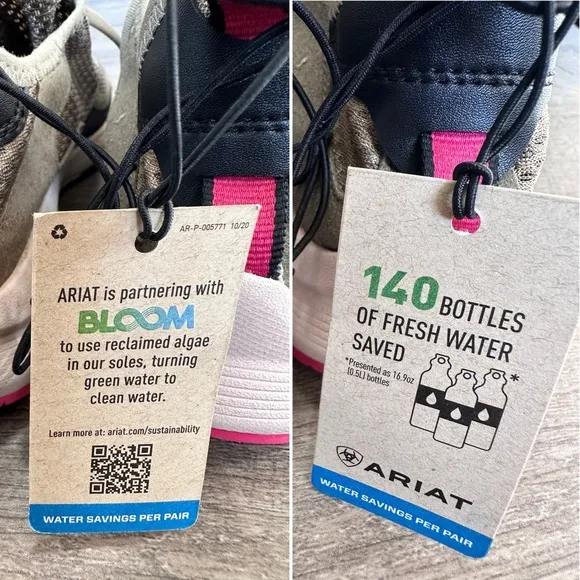 AR-P-005771 10/20
ARIAT is partnering with
BLOOM
to use reclaimed algae
in our soles, turning
green water to
clean water.
Learn more at: ariat.com/sustainability
WATER SAVINGS PER PAIR
140 BOTTLES
OF FRESH WATER
SAVED
*Presented as 16.9oz
(0.5L) bottles
*
ARIAT
WATER SAVINGS PER PAIR